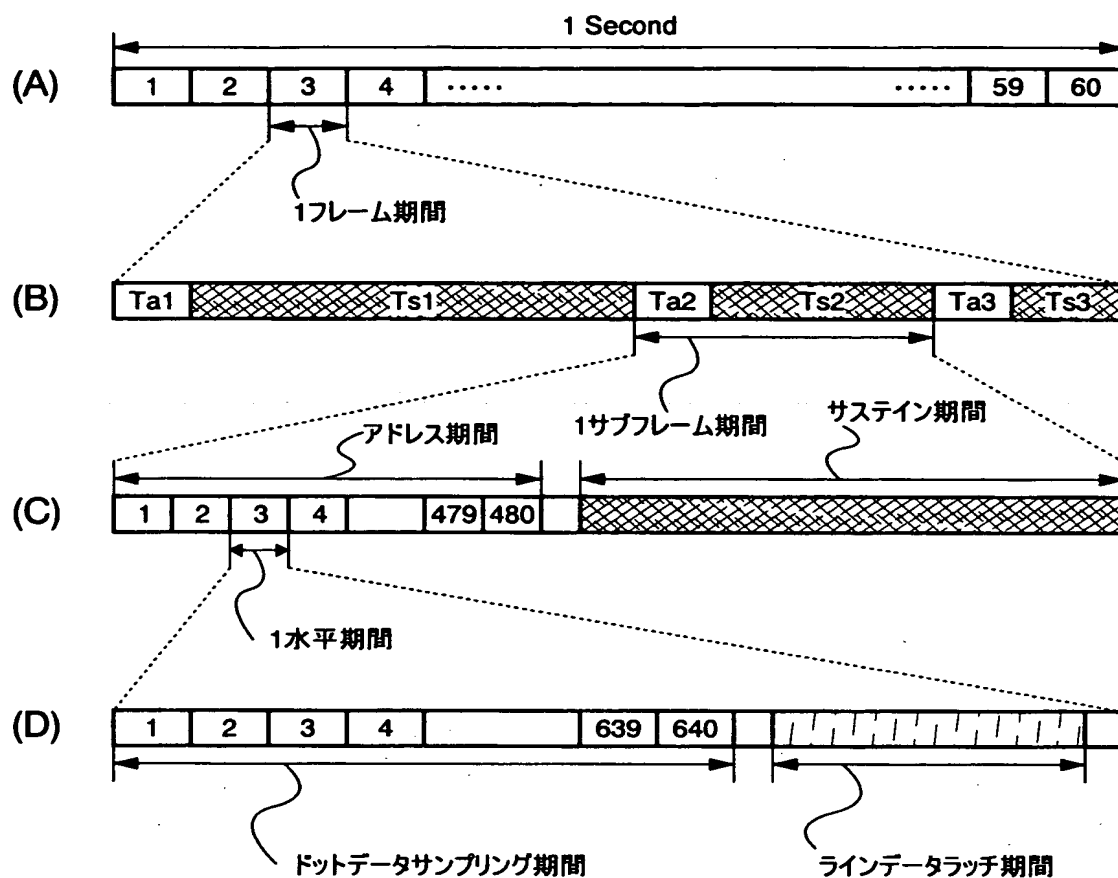 1 Second
(A) 1 2 3 4 ····· ····· 59 60
1フレーム期間
(B) Ta1 Ts1 Ta2 Ts2 Ta3 Ts3
サステイン期間
1サブフレーム期間
アドレス期間
(C) 1 2 3 4 479 480
1水平期間
(D) 1 2 3 4 639 640
ドットデータサンプリング期間 ラインデータラッチ期間